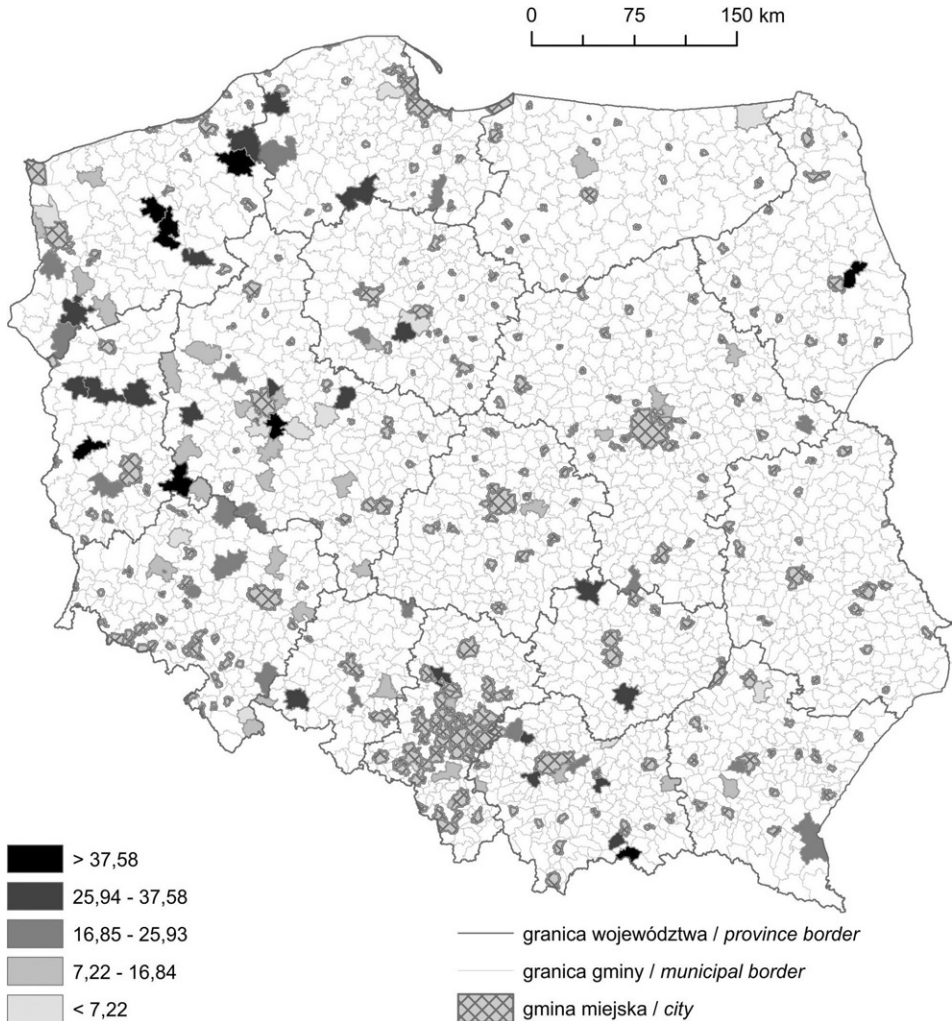 0 75 150 km
> 37,58
25,94 - 37,58
16,85 - 25,93
7,22 - 16,84
< 7,22
granica województwa / province border
granica gminy / municipal border
gmina miejska / city